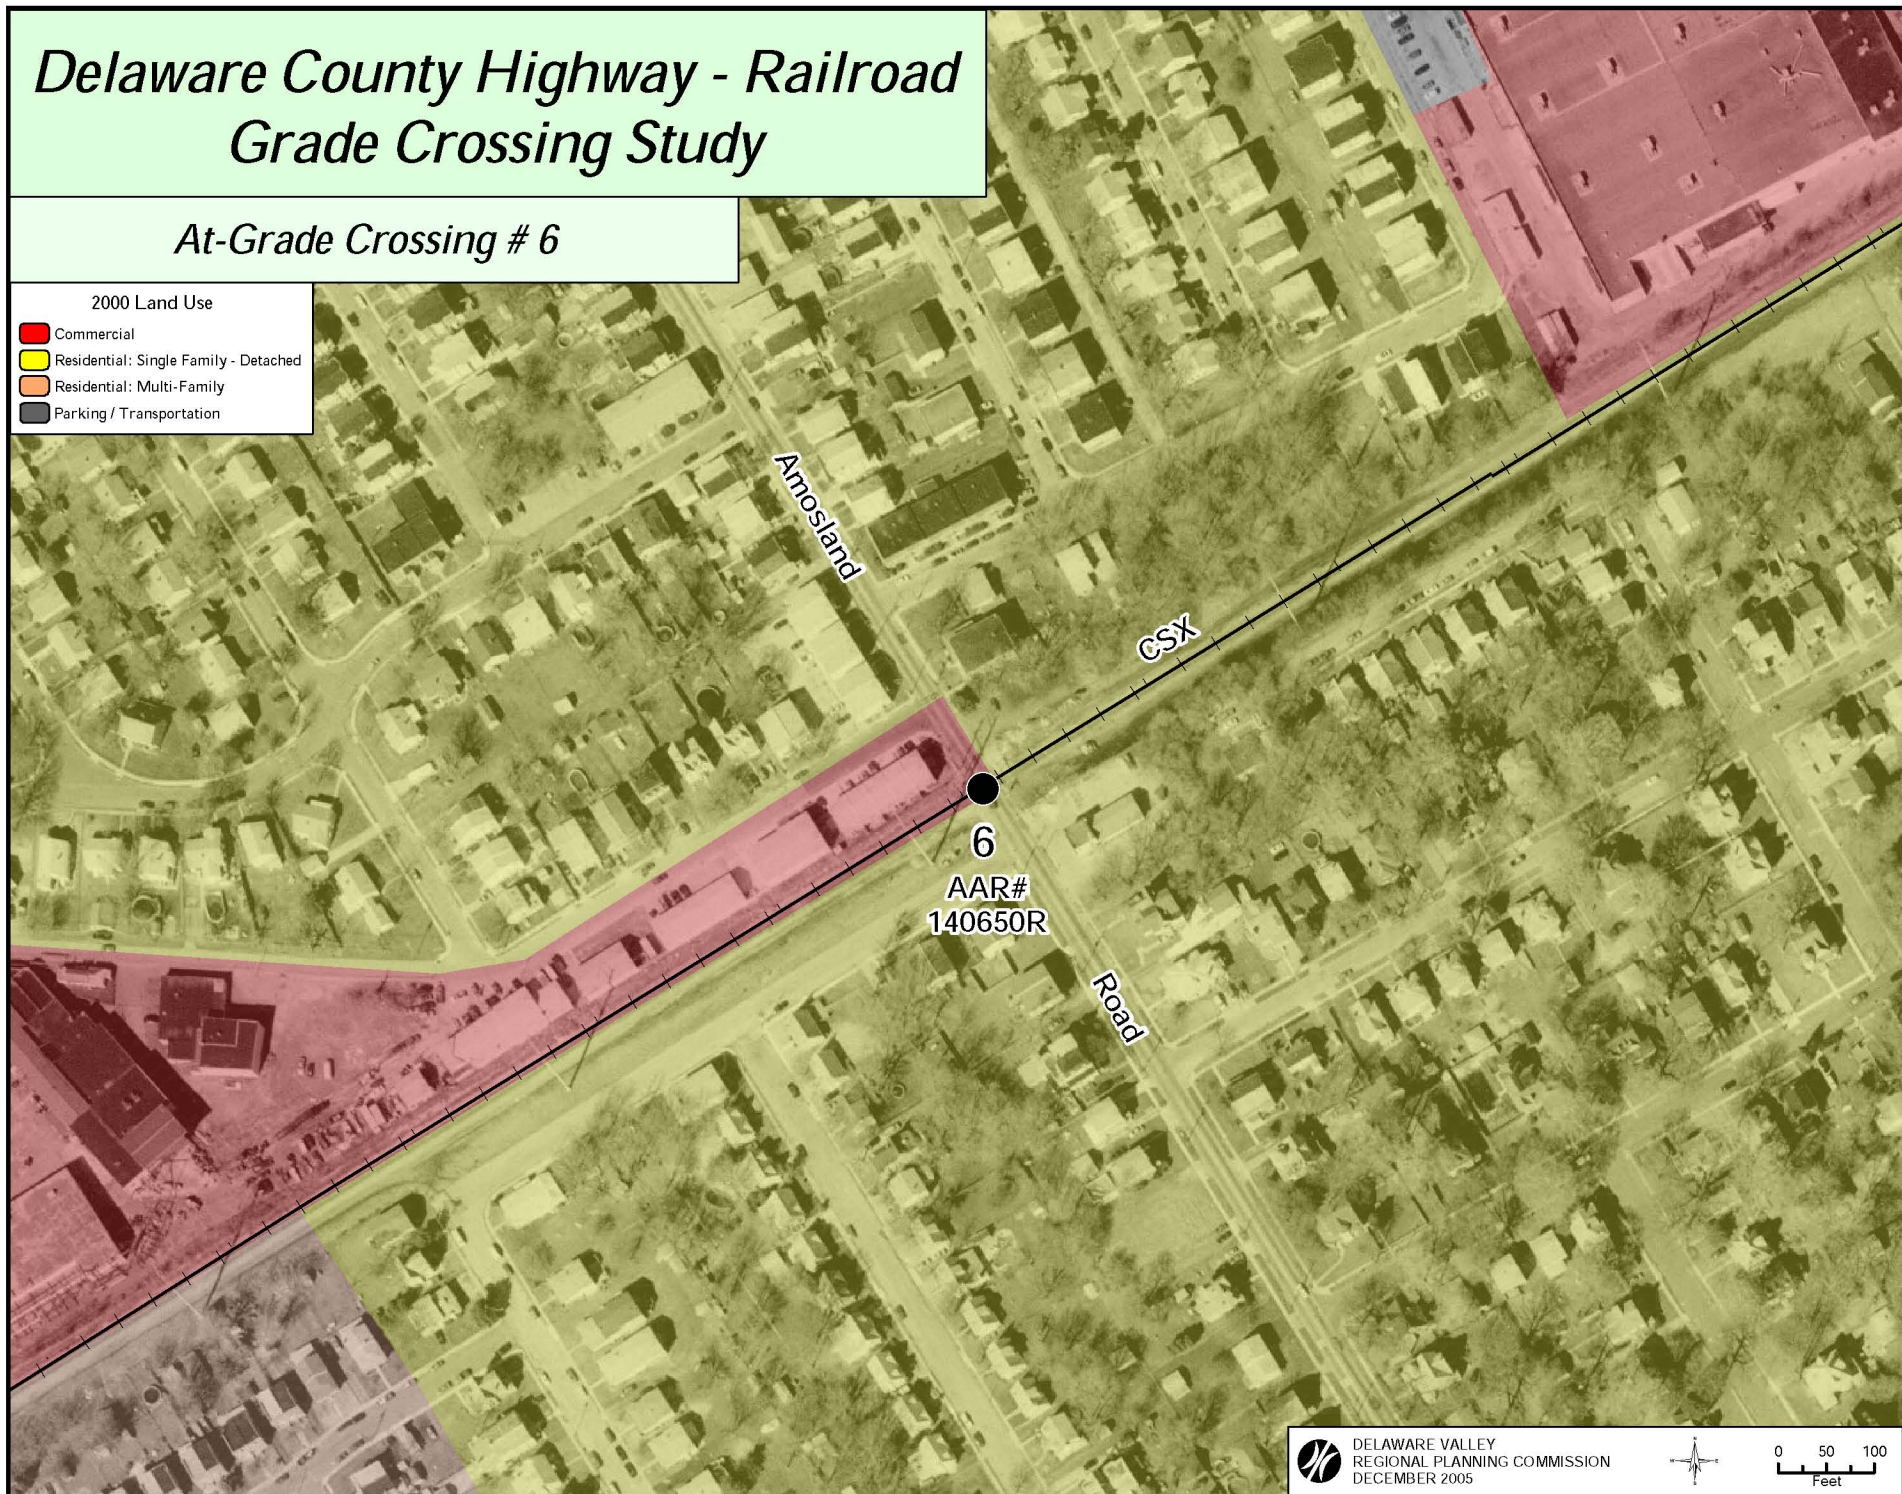 Delaware County Highway - Railroad
Grade Crossing Study
At-Grade Crossing # 6
2000 Land Use
Commercial
Residential: Single Family - Detached
Residential: Multi-Family
Parking / Transportation
Amosland
CSX
6
AAR#
140650R
Road
DELAWARE VALLEY
REGIONAL PLANNING COMMISSION
DECEMBER 2005
N
W E
S
0 50 100
Feet